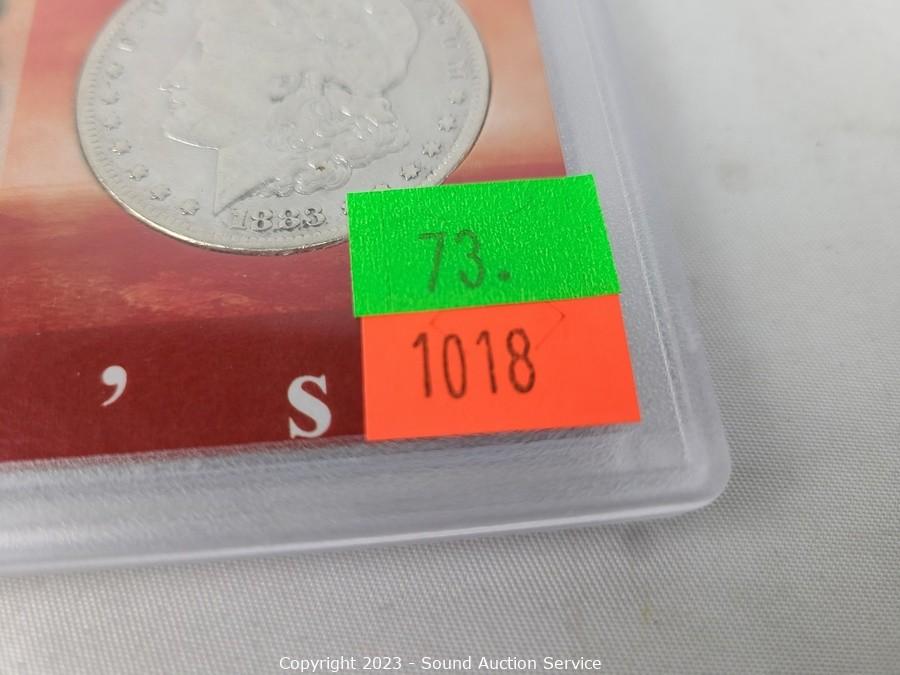 1883
73.
1018
’ s
Copyright 2023 - Sound Auction Service